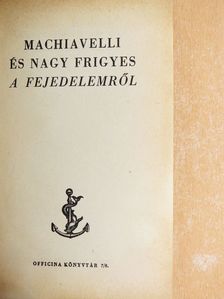 MACHIAVELLI
ÉS NAGY FRIGYES
A FEJEDELEMRŐL
OFFICINA KÖNYVTÁR 7/8.